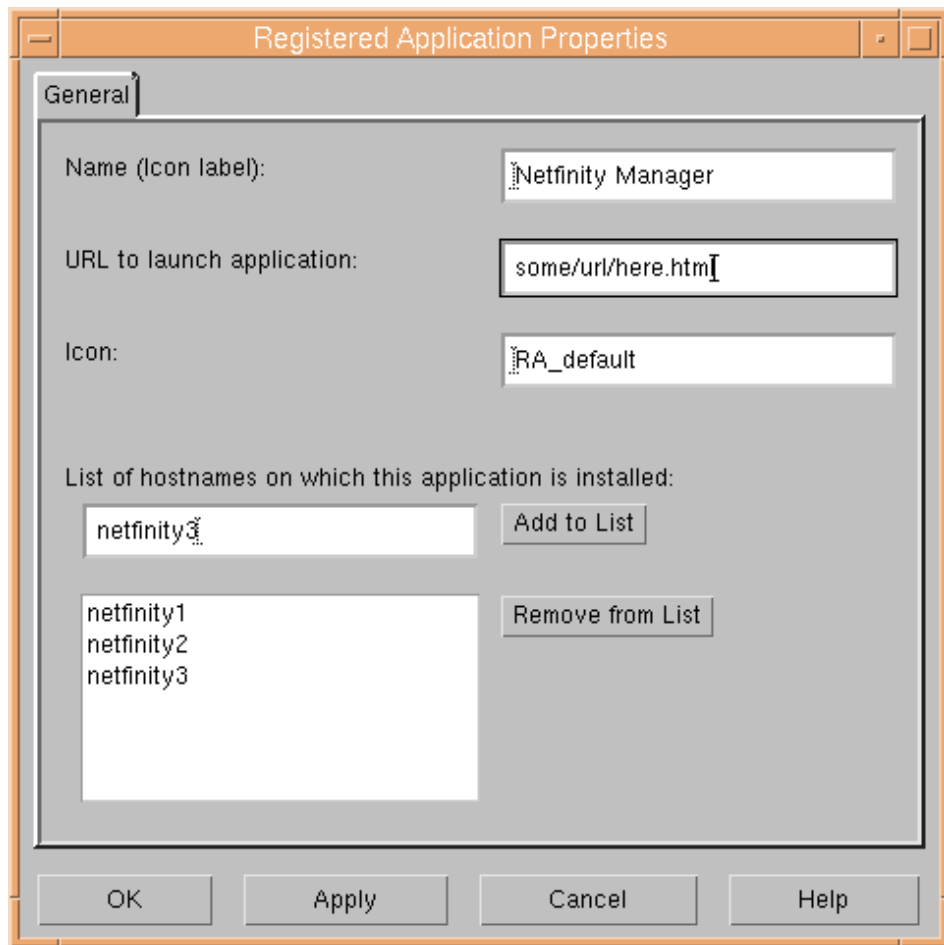 Registered Application Properties
General
Name (Icon label):
Netfinity Manager
URL to launch application:
some/url/here.html
Icon:
RA_default
List of hostnames on which this application is installed:
netfinity3
Add to List
netfinity1
netfinity2
netfinity3
Remove from List
OK
Apply
Cancel
Help